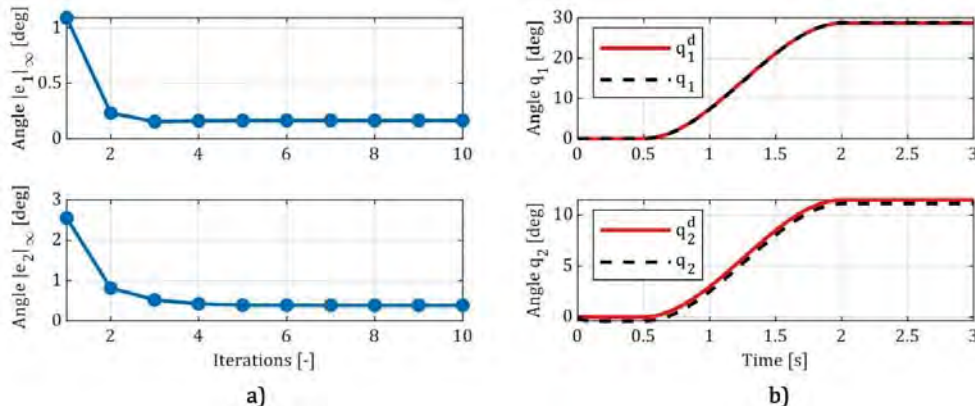 Angle |e₁|∞ [deg]
1
0.5
0
2 4 6 8 10
Angle |e₂|∞ [deg]
3
2
1
0
2 4 6 8 10
Iterations [-]
a)
Angle q₁ [deg]
30
20
10
0
q₁ᵈ
q₁
0 0.5 1 1.5 2 2.5 3
Angle q₂ [deg]
10
5
0
q₂ᵈ
q₂
0 0.5 1 1.5 2 2.5 3
Time [s]
b)